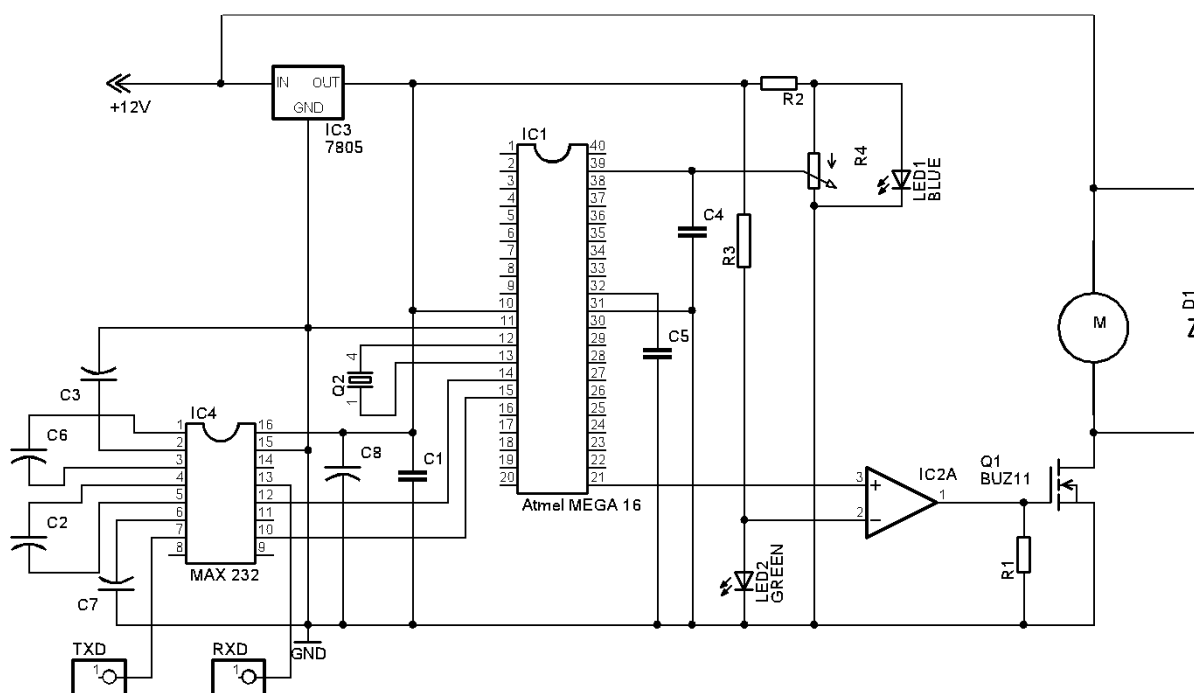 +12V
IN OUT
GND
IC3
7805
R2
R4
LED1
BLUE
IC1
1 40
2 39
3 38
4 37
5 36
6 35
7 34
8 33
9 32
10 31
11 30
12 29
13 28
14 27
15 26
16 25
17 24
18 23
19 22
20 21
Atmel MEGA 16
C4
R3
C5
M
D1
4
Q2
1
C3
C6
C2
C7
IC4
1 16
2 15
3 14
4 13
5 12
6 11
7 10
8 9
MAX 232
C8
C1
3
+
2
−
1
IC2A
Q1
BUZ11
R1
LED2
GREEN
TXD
1
RXD
1
GND